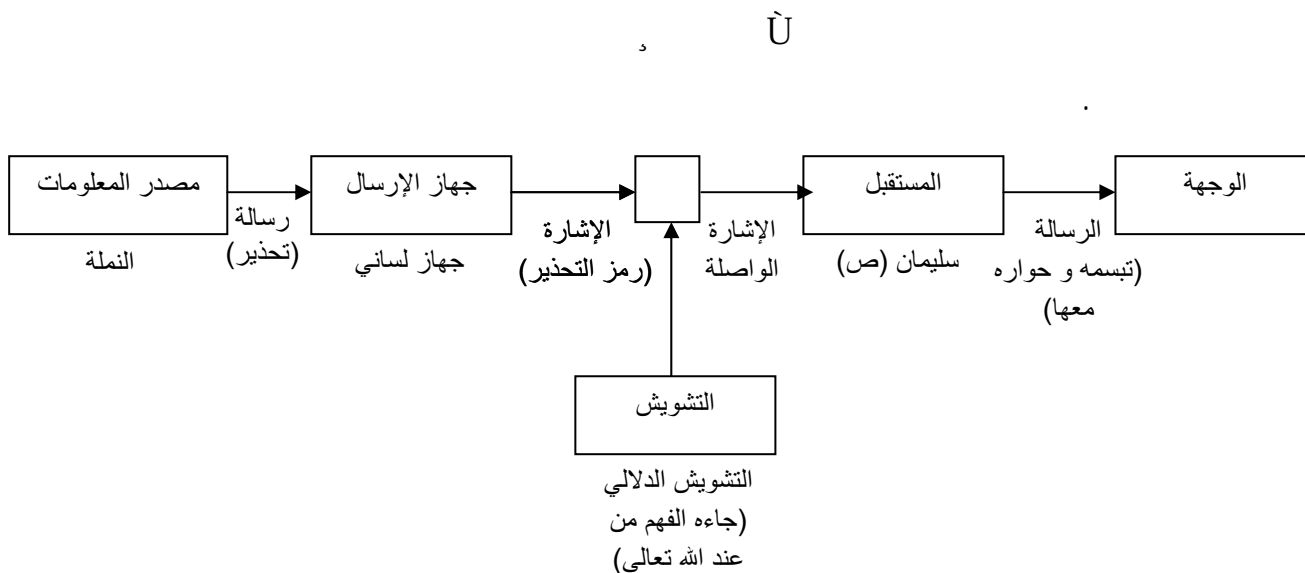 Ù
مصدر المعلومات
رسالة
(تحذير)
النملة
جهاز الإرسال
جهاز لساني
الإشارة
(رمز التحذير)
الإشارة
الواصلة
المستقبل
سليمان (ص)
الرسالة
(تبسمه و حواره
معها)
الوجهة
التشويش
التشويش الدلالي
(جاءه الفهم من
عند الله تعالى)